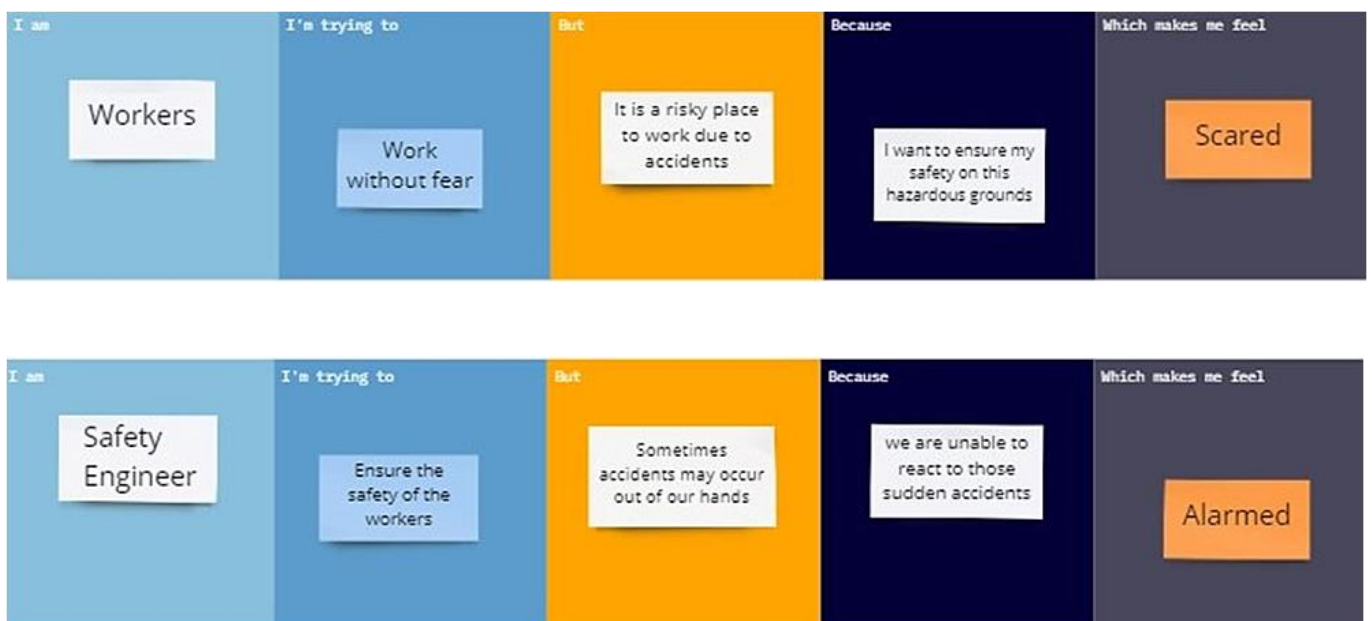 I am
I'm trying to
But
Because
Which makes me feel
Workers
Work
without fear
It is a risky place
to work due to
accidents
I want to ensure my
safety on this
hazardous grounds
Scared
I am
I'm trying to
But
Because
Which makes me feel
Safety
Engineer
Ensure the
safety of the
workers
Sometimes
accidents may occur
out of our hands
we are unable to
react to those
sudden accidents
Alarmed